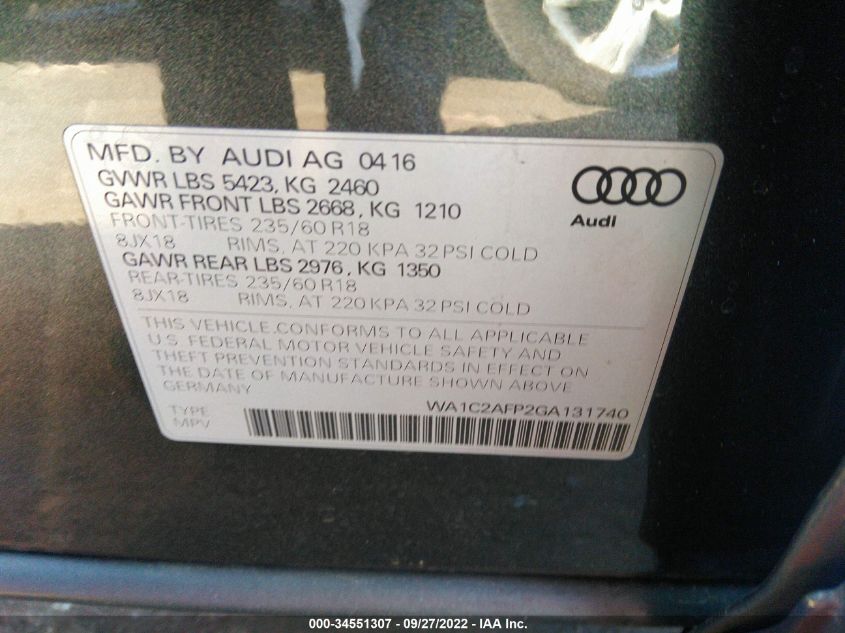 MFD. BY AUDI AG 0416
GVWR LBS 5423, KG 2460
GAWR FRONT LBS 2668, KG 1210
FRONT-TIRES 235/60 R18
8JX18 RIMS, AT 220 KPA 32 PSI COLD
GAWR REAR LBS 2976, KG 1350
REAR-TIRES 235/60 R18
8JX18 RIMS, AT 220 KPA 32 PSI COLD
Audi
THIS VEHICLE CONFORMS TO ALL APPLICABLE
U.S. FEDERAL MOTOR VEHICLE SAFETY AND
THEFT PREVENTION STANDARDS IN EFFECT ON
THE DATE OF MANUFACTURE SHOWN ABOVE
GERMANY
WA1C2AFP2GA131740
TYPE
MPV
000-34551307 - 09/27/2022 - IAA Inc.